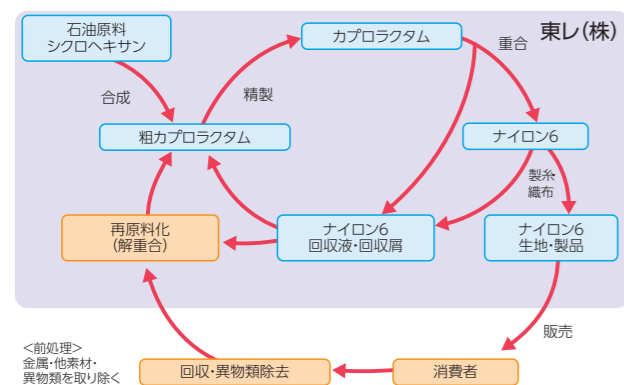 石油原料
シクロヘキサン
カプロラクタム
重合
東レ(株)
合成
精製
粗カプロラクタム
ナイロン6
製糸・
織布
再原料化
(解重合)
ナイロン6
回収液・回収屑
ナイロン6
生地・製品
販売
<前処理>
金属・他素材・
異物類を取り除く
回収・異物類除去
消費者